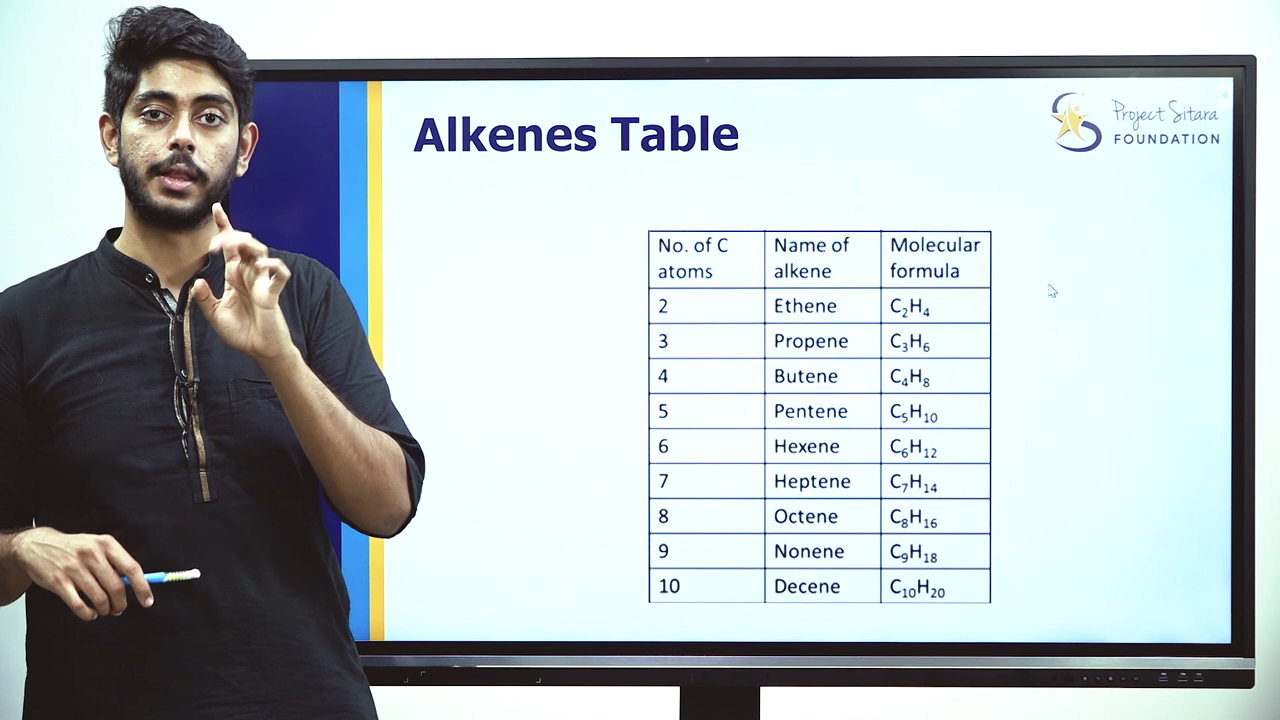 Alkenes Table
Project Sitara
FOUNDATION
No. of C atoms | Name of alkene | Molecular formula
2 | Ethene | C₂H₄
3 | Propene | C₃H₆
4 | Butene | C₄H₈
5 | Pentene | C₅H₁₀
6 | Hexene | C₆H₁₂
7 | Heptene | C₇H₁₄
8 | Octene | C₈H₁₆
9 | Nonene | C₉H₁₈
10 | Decene | C₁₀H₂₀